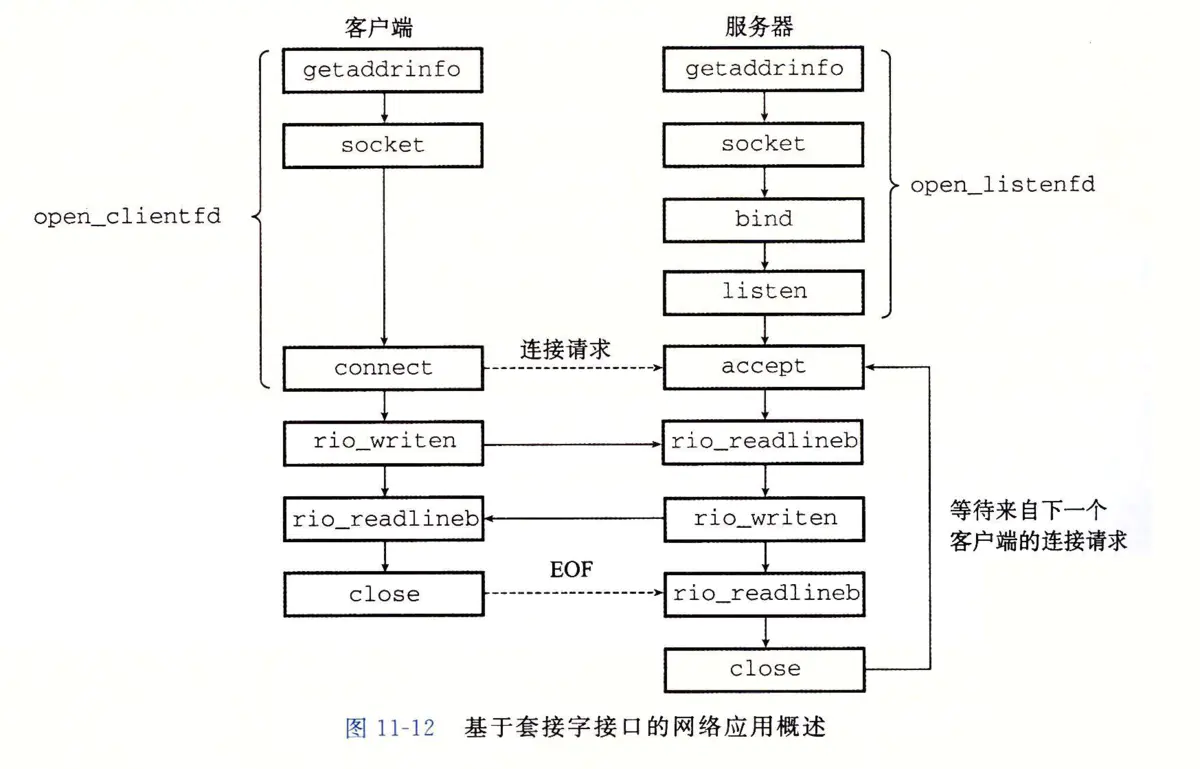 客户端
服务器
getaddrinfo
getaddrinfo
socket
socket
open_clientfd
open_listenfd
bind
listen
连接请求
connect
accept
rio_writen
rio_readlineb
rio_readlineb
rio_writen
等待来自下一个
客户端的连接请求
EOF
close
rio_readlineb
close
图 11-12 基于套接字接口的网络应用概述